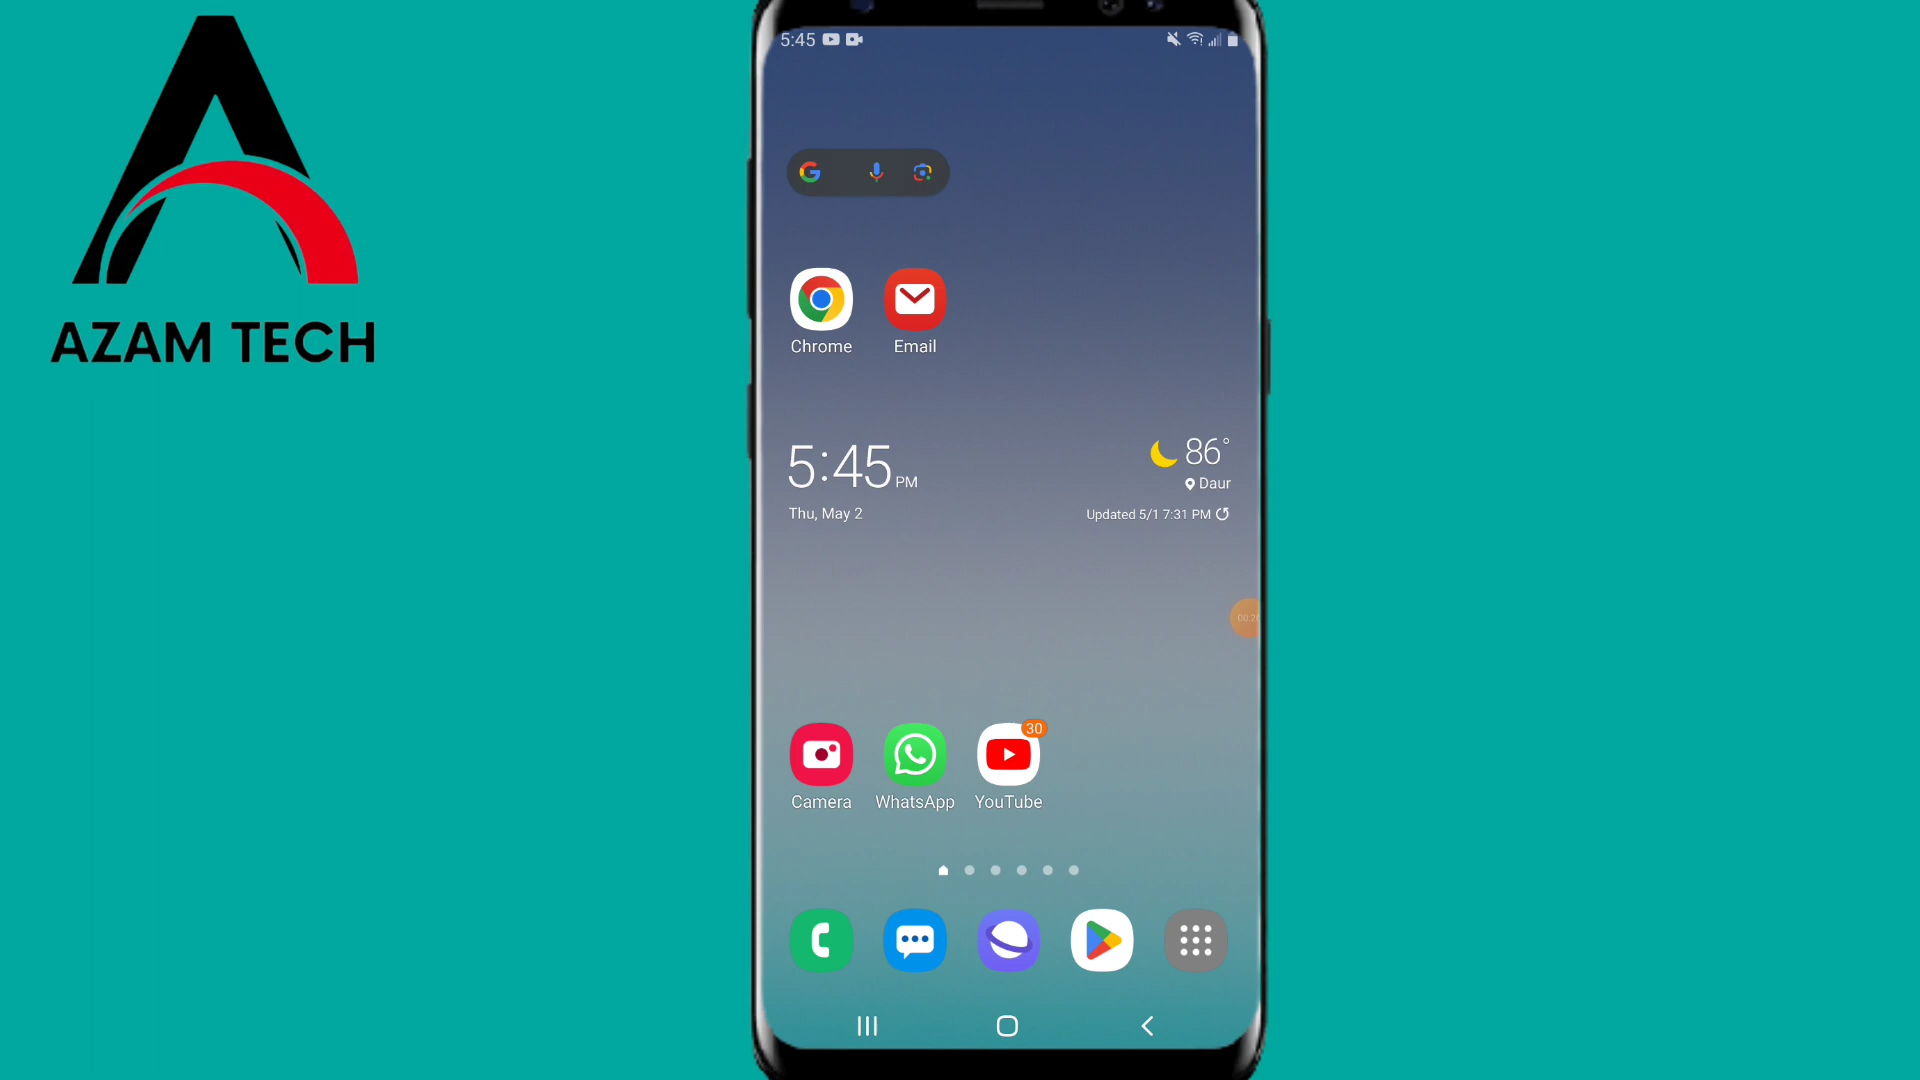 AZAM TECH
5:45
Chrome
Email
5:45 PM
Thu, May 2
86°
Daur
Updated 5/1 7:31 PM
30
Camera
WhatsApp
YouTube